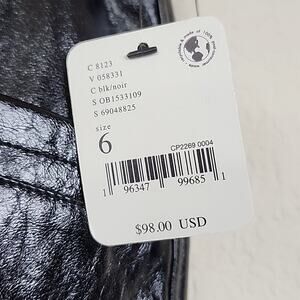 C 8123
V 058331
C blk/noir
S OB1533109
S 69048825
size
6
CP2269 0004
1 96347 99685 1
$98.00 USD